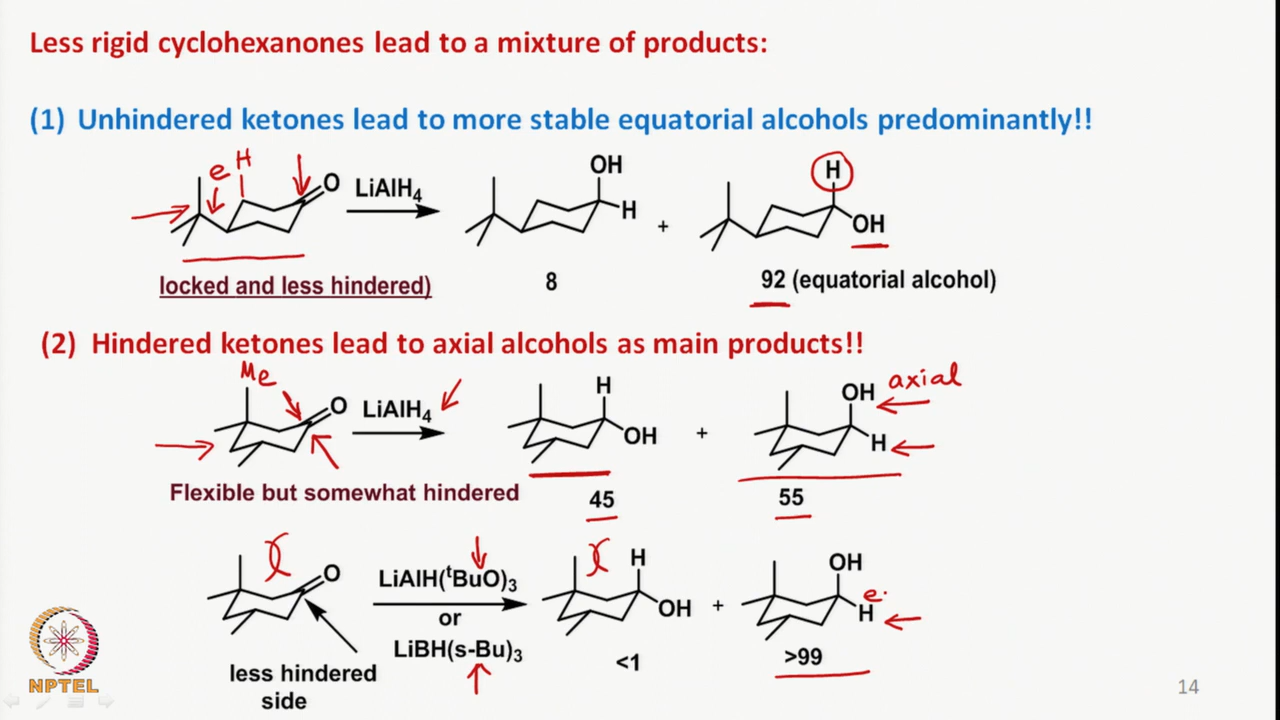 Less rigid cyclohexanones lead to a mixture of products:
(1) Unhindered ketones lead to more stable equatorial alcohols predominantly!!
e H
O
LiAlH4
OH
H
+
H
OH
locked and less hindered)
8
92 (equatorial alcohol)
(2) Hindered ketones lead to axial alcohols as main products!!
Me
O
LiAlH4
H
OH
+
OH axial
H
Flexible but somewhat hindered
45
55
O
LiAlH(tBuO)3
or
LiBH(s-Bu)3
H
OH
+
OH
e
H
less hindered
side
<1
>99
NPTEL
14